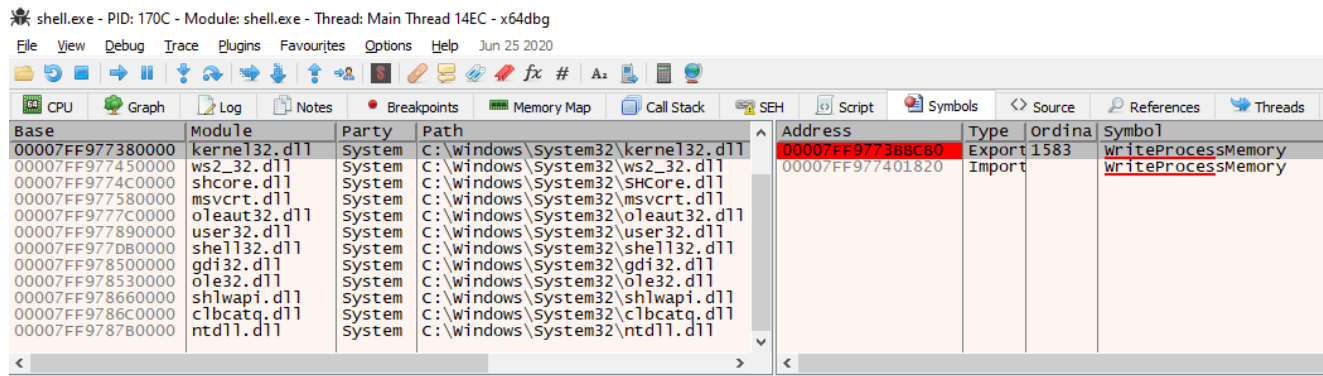 shell.exe - PID: 170C - Module: shell.exe - Thread: Main Thread 14EC - x64dbg
File View Debug Trace Plugins Favourites Options Help Jun 25 2020
CPU Graph Log Notes Breakpoints Memory Map Call Stack SEH Script Symbols Source References Threads
Base Module Party Path Address Type Ordina Symbol
00007FF977380000 kernel32.dll System C:\Windows\System32\kernel32.dll 00007FF9773BBCB0 Export 1583 WriteProcessMemory
00007FF977450000 ws2_32.dll System C:\Windows\System32\ws2_32.dll 00007FF977401820 Import WriteProcessMemory
00007FF9774C0000 shcore.dll System C:\Windows\System32\SHCore.dll
00007FF977580000 msvcrt.dll System C:\Windows\System32\msvcrt.dll
00007FF9777C0000 oleaut32.dll System C:\Windows\System32\oleaut32.dll
00007FF977890000 user32.dll System C:\Windows\System32\user32.dll
00007FF977DB0000 shell32.dll System C:\Windows\System32\shell32.dll
00007FF978500000 gdi32.dll System C:\Windows\System32\gdi32.dll
00007FF978530000 ole32.dll System C:\Windows\System32\ole32.dll
00007FF978660000 shlwapi.dll System C:\Windows\System32\shlwapi.dll
00007FF9786C0000 clbcatq.dll System C:\Windows\System32\clbcatq.dll
00007FF9787B0000 ntdll.dll System C:\Windows\System32\ntdll.dll